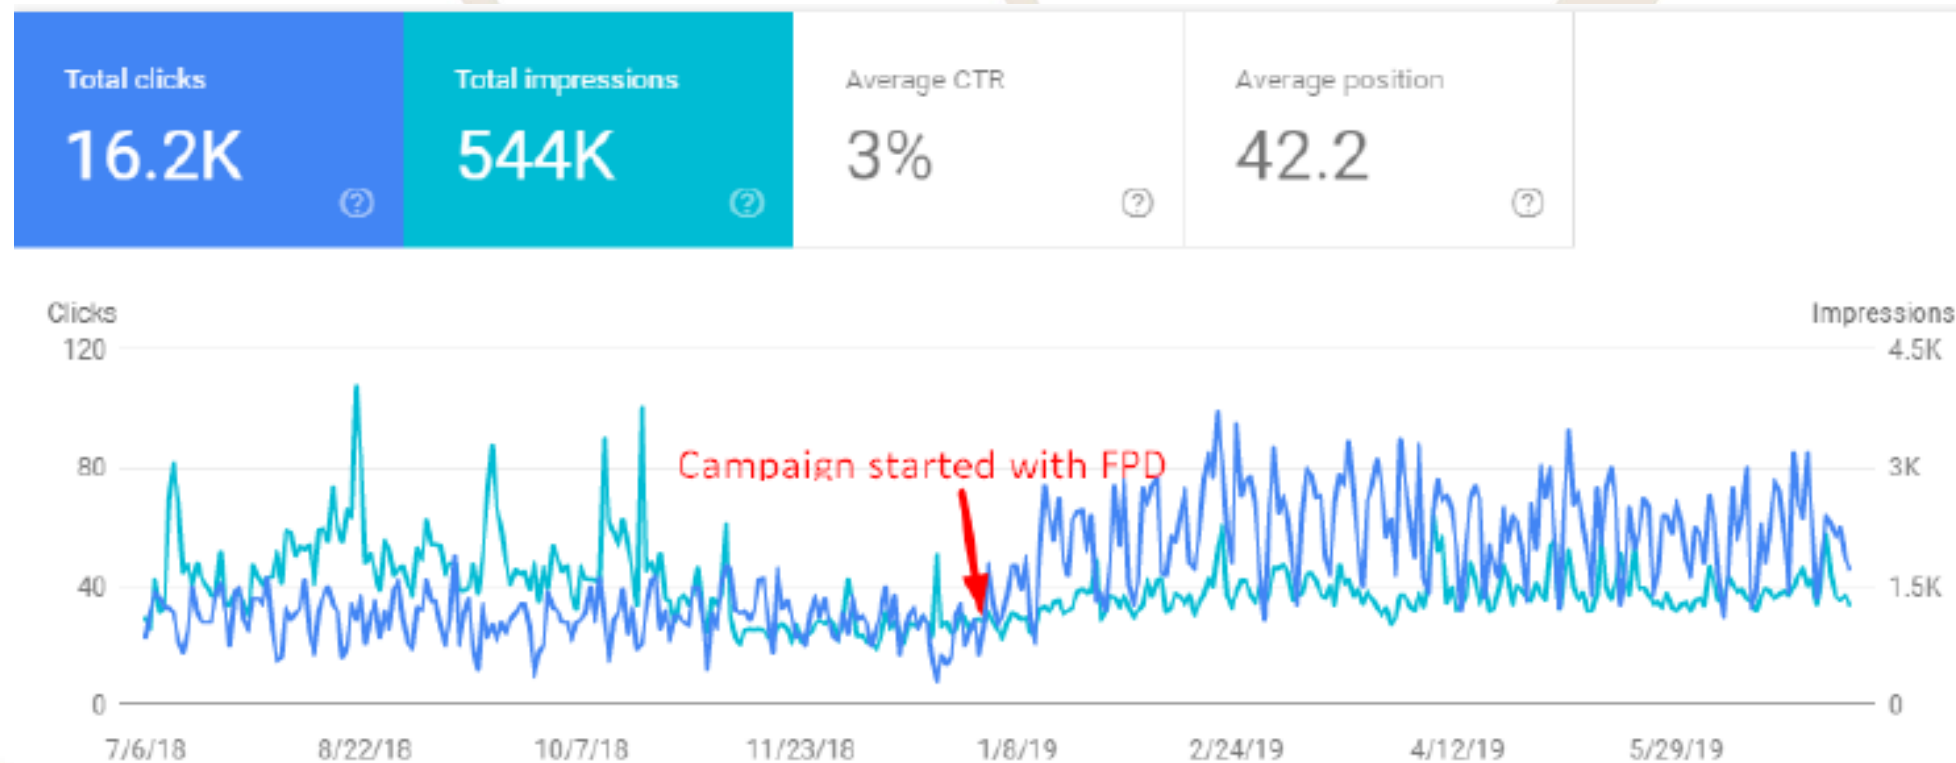 Total clicks
16.2K
Total impressions
544K
Average CTR
3%
Average position
42.2
Clicks
Impressions
120
4.5K
Campaign started with FPD
80
3K
40
1.5K
0
0
7/6/18 8/22/18 10/7/18 11/23/18 1/8/19 2/24/19 4/12/19 5/29/19